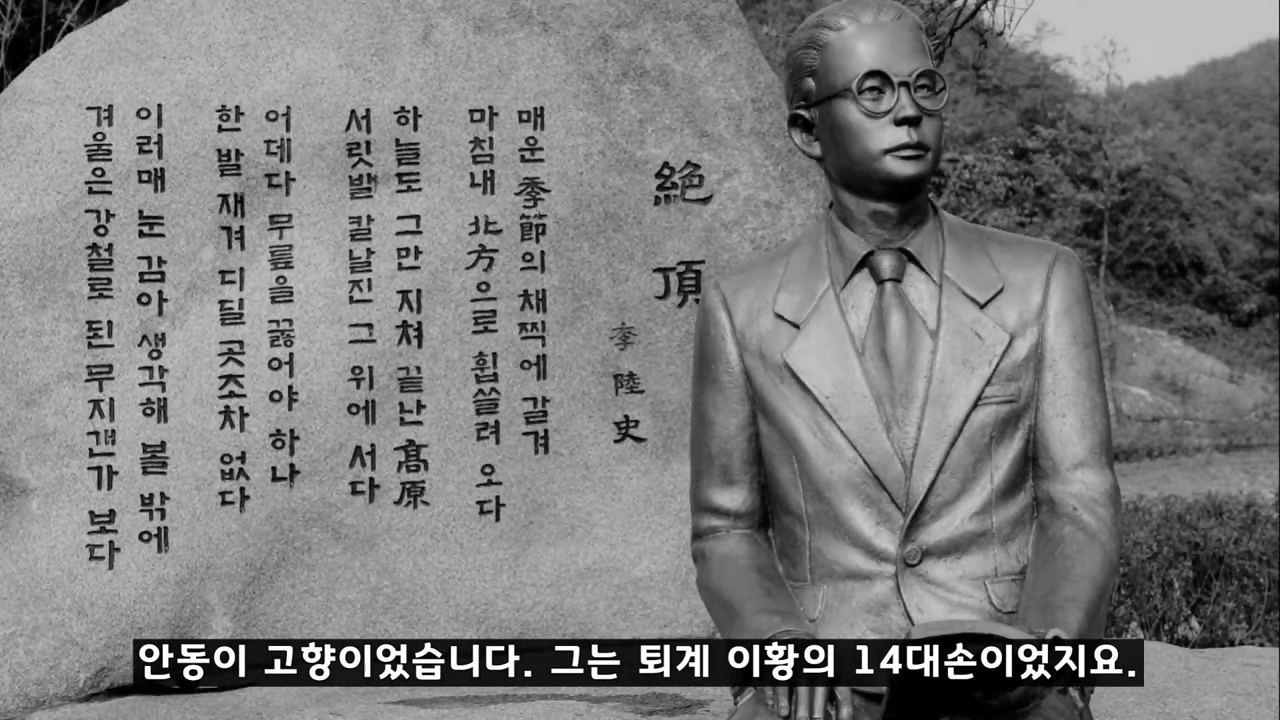 絶頂
李陸史
매운 季節의 채찍에 갈겨
마침내 北方으로 휩쓸려 오다
하늘도 그만 지쳐 끝난 高原
서릿발 칼날진 그 위에 서다
어데다 무릎을 꿇어야 하나
한 발 재겨 디딜 곳조차 없다
이러매 눈 감아 생각해 볼 밖에
겨울은 강철로 된 무지갠가 보다
안동이 고향이었습니다. 그는 퇴계 이황의 14대손이었지요.